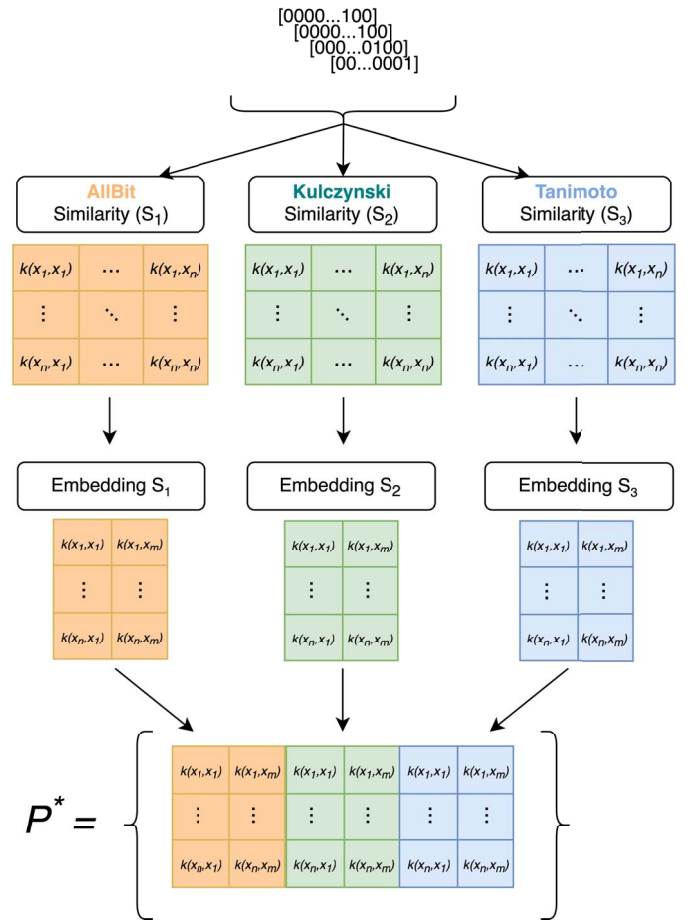 [0000...100]
[0000...100]
[000...0100]
[00...0001]
AllBit Kulczynski Tanimoto
Similarity (S₁) Similarity (S₂) Similarity (S₃)
k(x₁,x₁) ... k(x₁,xₙ) k(x₁,x₁) ... k(x₁,xₙ) k(x₁,x₁) ... k(x₁,xₙ)
⋮ ⋱ ⋮ ⋮ ⋱ ⋮ ⋮ ⋱ ⋮
k(xₙ,x₁) ... k(xₙ,xₙ) k(xₙ,x₁) ... k(xₙ,xₙ) k(xₙ,x₁) ... k(xₙ,xₙ)
Embedding S₁ Embedding S₂ Embedding S₃
k(x₁,x₁) k(x₁,xₘ) k(x₁,x₁) k(x₁,xₘ) k(x₁,x₁) k(x₁,xₘ)
⋮ ⋮ ⋮ ⋮ ⋮ ⋮
k(xₙ,x₁) k(xₙ,xₘ) k(xₙ,x₁) k(xₙ,xₘ) k(xₙ,x₁) k(xₙ,xₘ)
k(x₁,x₁) k(x₁,xₘ) k(x₁,x₁) k(x₁,xₘ) k(x₁,x₁) k(x₁,xₘ)
P* = { ⋮ ⋮ ⋮ ⋮ ⋮ ⋮ }
k(xₙ,x₁) k(xₙ,xₘ) k(xₙ,x₁) k(xₙ,xₘ) k(xₙ,x₁) k(xₙ,xₘ)